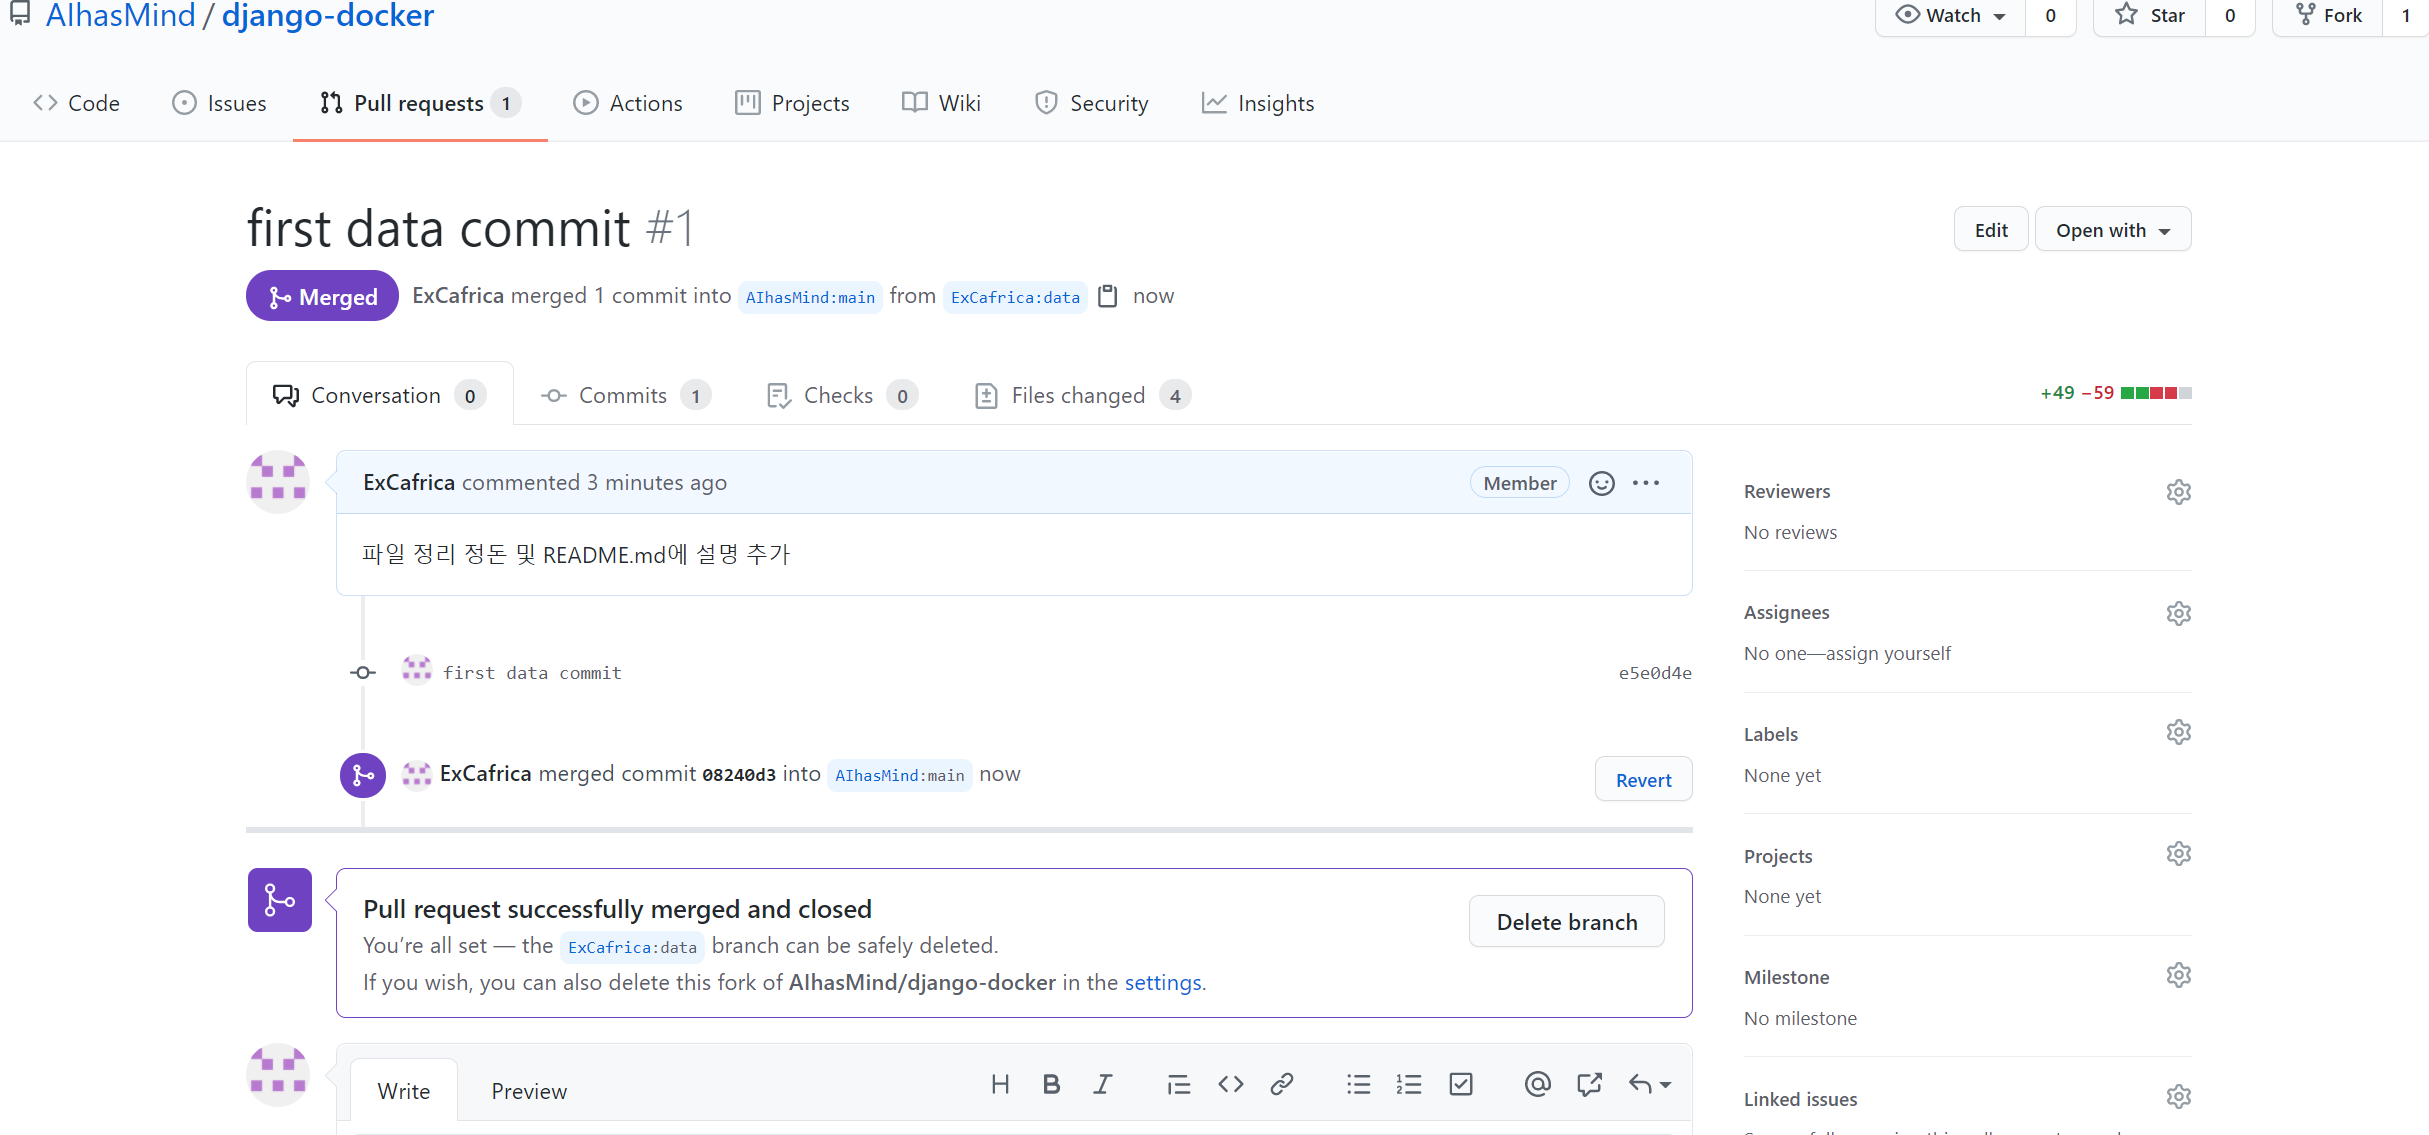 AIhasMind / django-docker
Watch 0 Star 0 Fork 1
Code Issues Pull requests 1 Actions Projects Wiki Security Insights
first data commit #1
Edit Open with
Merged ExCafrica merged 1 commit into AIhasMind:main from ExCafrica:data now
Conversation 0 Commits 1 Checks 0 Files changed 4
+49 −59
ExCafrica commented 3 minutes ago
Member
파일 정리 정돈 및 README.md에 설명 추가
first data commit e5e0d4e
ExCafrica merged commit 08240d3 into AIhasMind:main now
Revert
Pull request successfully merged and closed
You’re all set — the ExCafrica:data branch can be safely deleted.
If you wish, you can also delete this fork of AIhasMind/django-docker in the settings.
Delete branch
Write Preview
H B I
Reviewers
No reviews
Assignees
No one—assign yourself
Labels
None yet
Projects
None yet
Milestone
No milestone
Linked issues